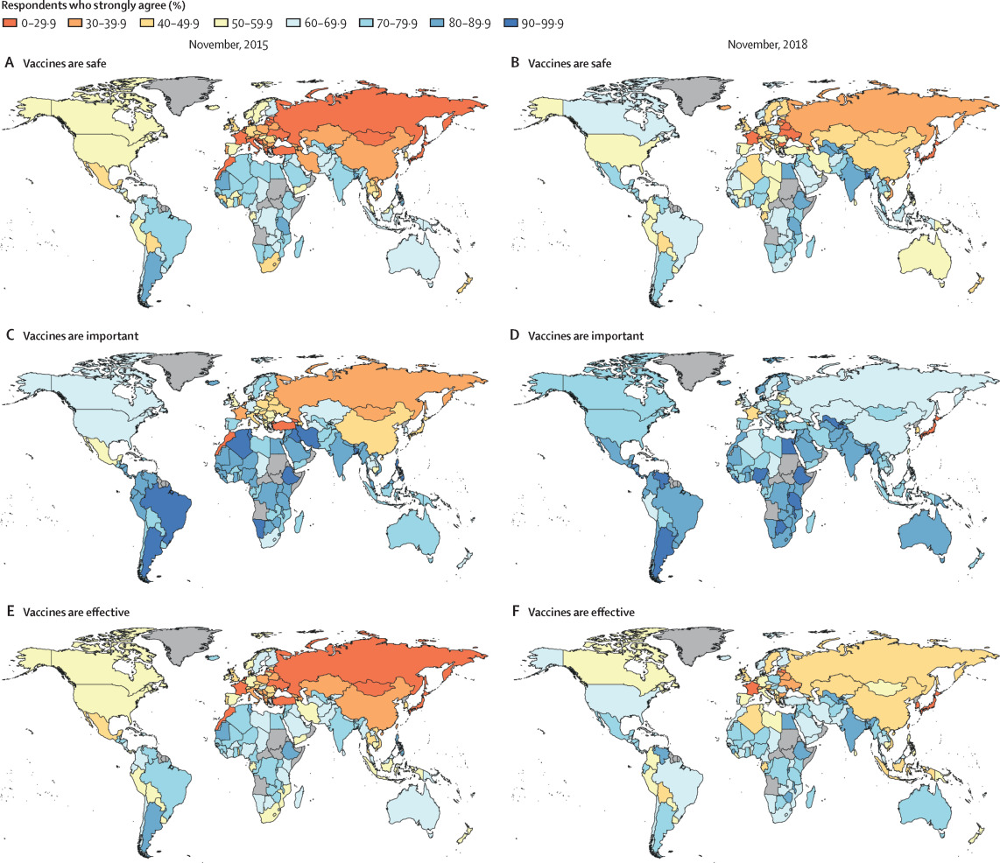 Respondents who strongly agree (%)
0–29·9 30–39·9 40–49·9 50–59·9 60–69·9 70–79·9 80–89·9 90–99·9
November, 2015 November, 2018
A Vaccines are safe B Vaccines are safe
C Vaccines are important D Vaccines are important
E Vaccines are effective F Vaccines are effective